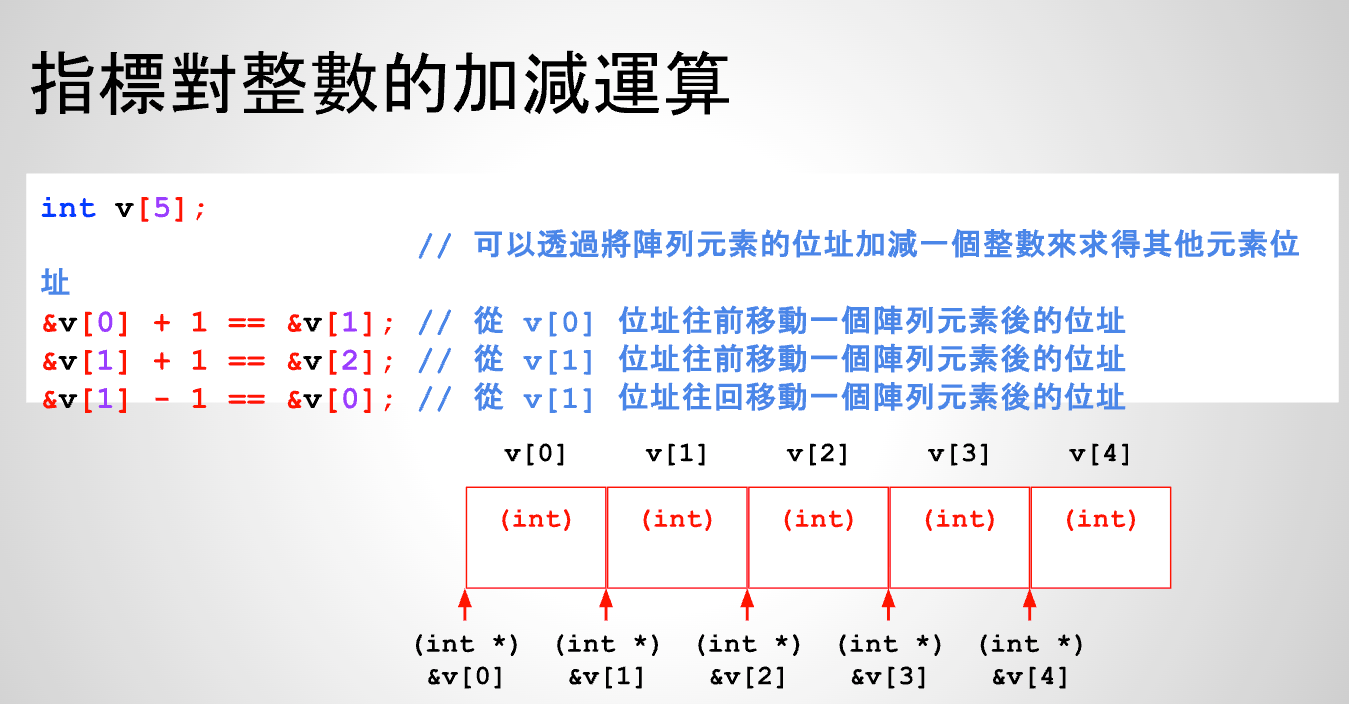 指標對整數的加減運算
int v[5];
// 可以透過將陣列元素的位址加減一個整數來求得其他元素位
址
&v[0] + 1 == &v[1]; // 從 v[0] 位址往前移動一個陣列元素後的位址
&v[1] + 1 == &v[2]; // 從 v[1] 位址往前移動一個陣列元素後的位址
&v[1] - 1 == &v[0]; // 從 v[1] 位址往回移動一個陣列元素後的位址
v[0] v[1] v[2] v[3] v[4]
(int) (int) (int) (int) (int)
(int *) (int *) (int *) (int *) (int *)
&v[0] &v[1] &v[2] &v[3] &v[4]